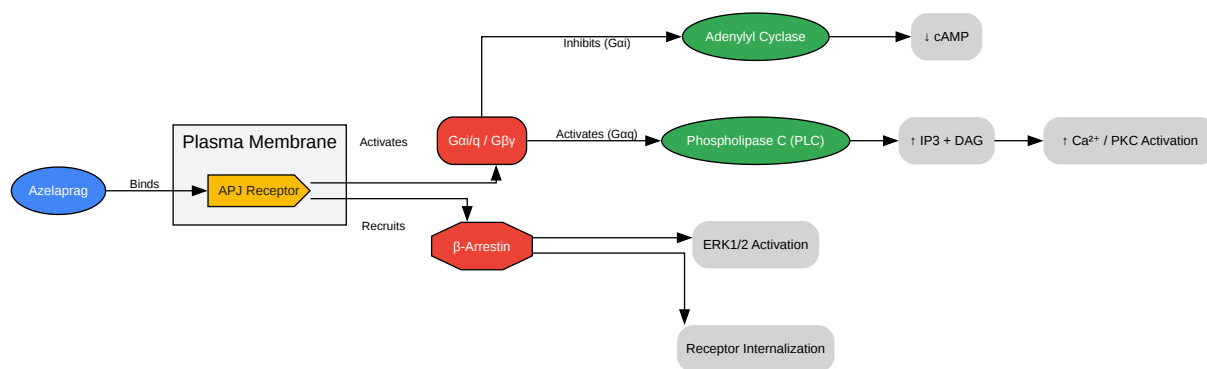 Inhibits (Gαi)
Adenylyl Cyclase
↓ cAMP
Plasma Membrane
Activates
Gαi/q / Gβγ
Activates (Gαq)
Phospholipase C (PLC)
↑ IP3 + DAG
↑ Ca²⁺ / PKC Activation
Azelaprag
Binds
APJ Receptor
Recruits
β-Arrestin
ERK1/2 Activation
Receptor Internalization